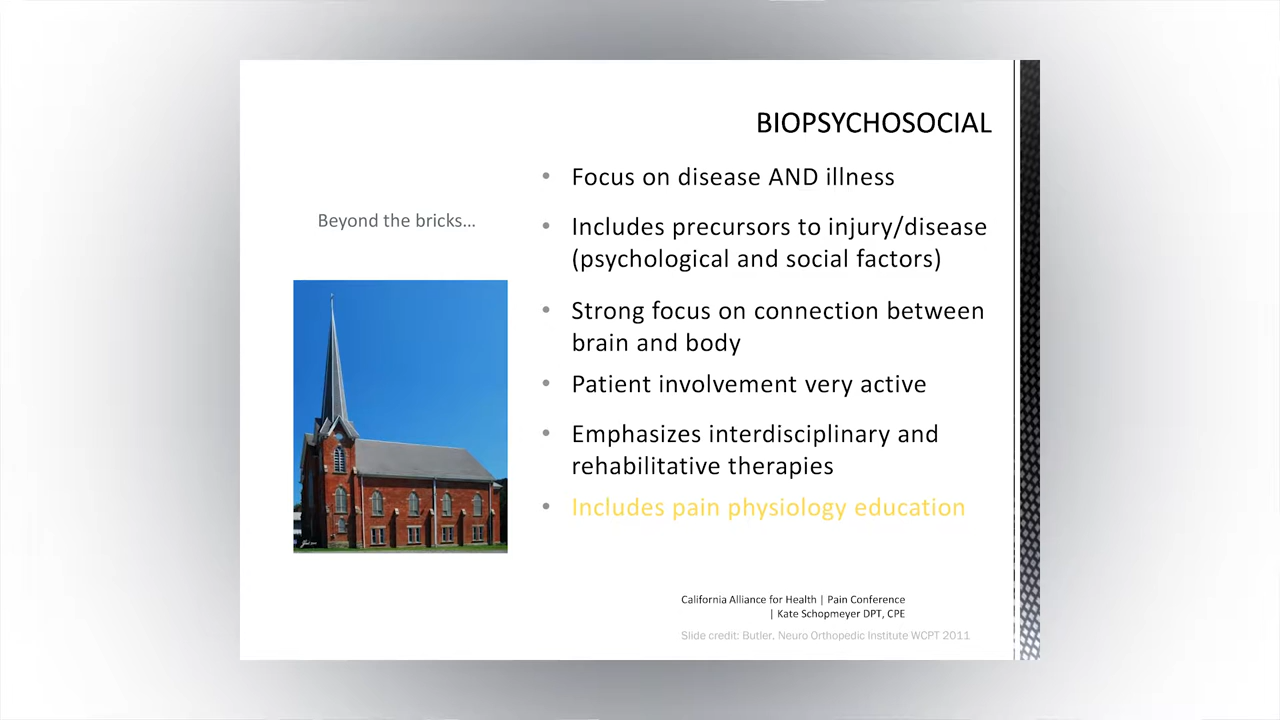 BIOPSYCHOSOCIAL
Beyond the bricks...
• Focus on disease AND illness
• Includes precursors to injury/disease
(psychological and social factors)
• Strong focus on connection between
brain and body
• Patient involvement very active
• Emphasizes interdisciplinary and
rehabilitative therapies
• Includes pain physiology education
California Alliance for Health | Pain Conference
| Kate Schopmeyer DPT, CPE
Slide credit: Butler, Neuro Orthopedic Institute WCPT 2011